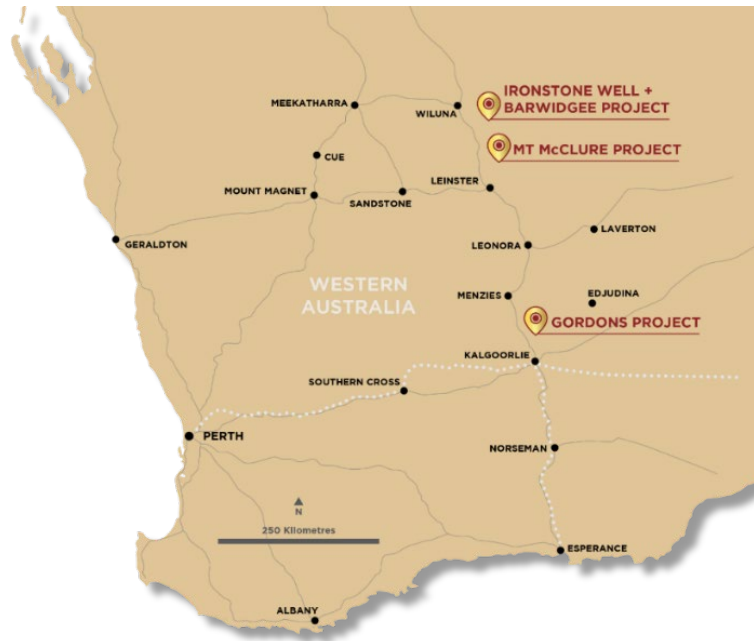 IRONSTONE WELL +
BARWIDGEE PROJECT
MEEKATHARRA
WILUNA
MT McCLURE PROJECT
CUE
LEINSTER
MOUNT MAGNET
SANDSTONE
LAVERTON
GERALDTON
LEONORA
WESTERN
AUSTRALIA
MENZIES
EDJUDINA
GORDONS PROJECT
KALGOORLIE
SOUTHERN CROSS
PERTH
NORSEMAN
N
250 Kilometres
ESPERANCE
ALBANY